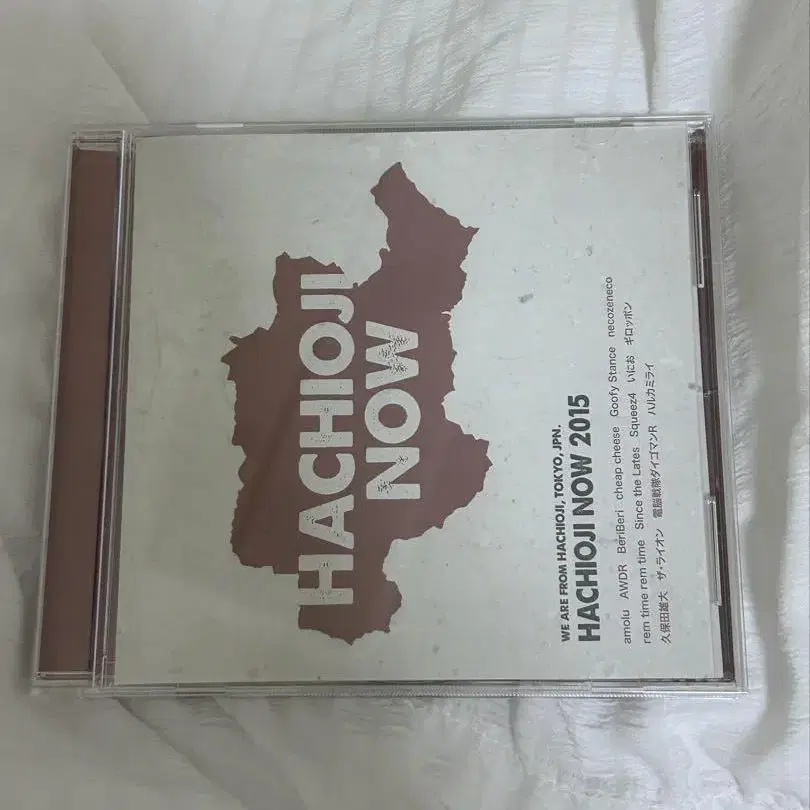 HACHIOJI
NOW
WE ARE FROM HACHIOJI, TOKYO, JPN.
HACHIOJI NOW 2015
amolu AWDR BeriBeri cheap cheese Goofy Stance necozeneco
rem time rem time Since the Lates Squeez4 いにお ギロッポン
久保田雄大 ザ・ライオン 電脳戦隊ダイゴマンR ハルカミライ